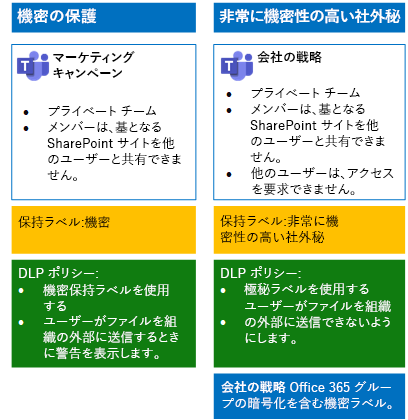 機密の保護
マーケティング
キャンペーン
• プライベート チーム
• メンバーは、基となる
SharePoint サイトを他
のユーザーと共有できま
せん。
保持ラベル:機密
DLP ポリシー:
• 機密保持ラベルを使用
する
• ユーザーがファイルを組
織の外部に送信するとき
に警告を表示します。
非常に機密性の高い社外秘
会社の戦略
• プライベート チーム
• メンバーは、基となる
SharePoint サイトを他
のユーザーと共有できま
せん。
• 他のユーザーは、アクセス
を要求できません。
保持ラベル:非常に機
密性の高い社外秘
DLP ポリシー:
• 極秘ラベルを使用する
• ユーザーがファイルを組織
の外部に送信できないよう
にします。
会社の戦略 Office 365 グルー
プの暗号化を含む機密ラベル。